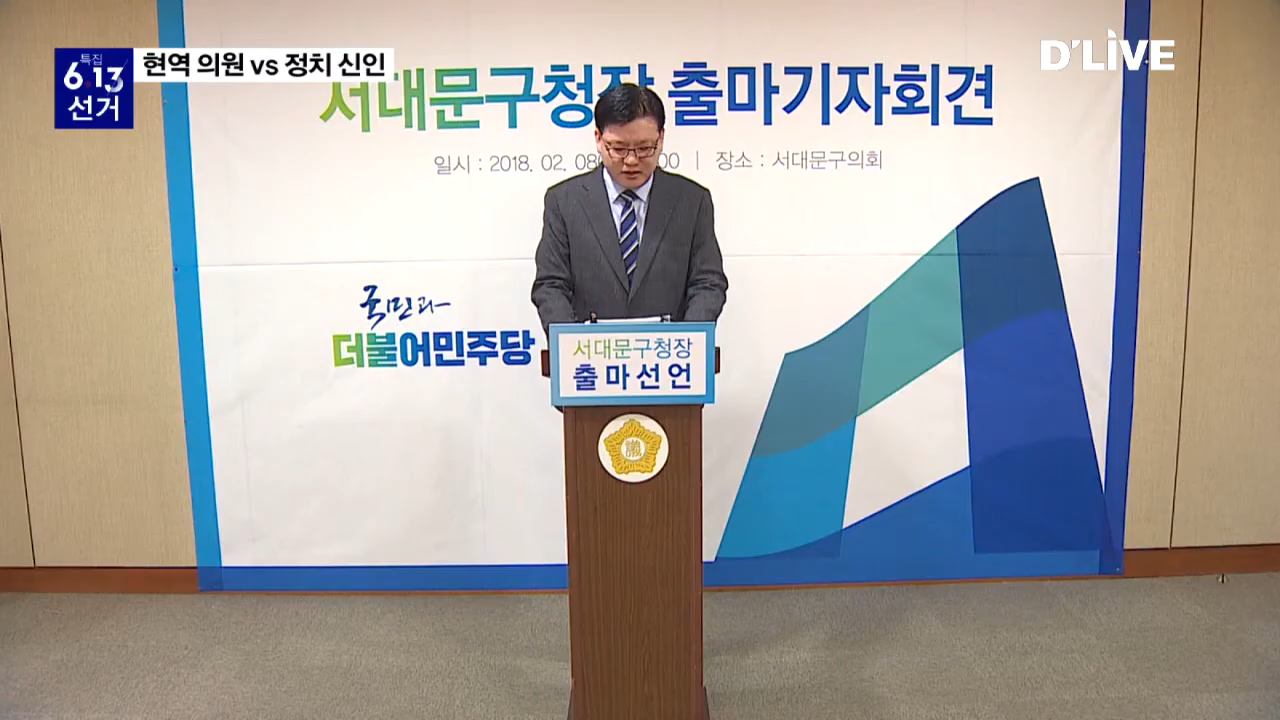 특집
6.13
선거
현역 의원 vs 정치 신인
D'LIVE
서대문구청장 출마기자회견
일시 : 2018. 02. 08 00 | 장소 : 서대문구의회
국민과
더불어민주당
서대문구청장
출마선언
議